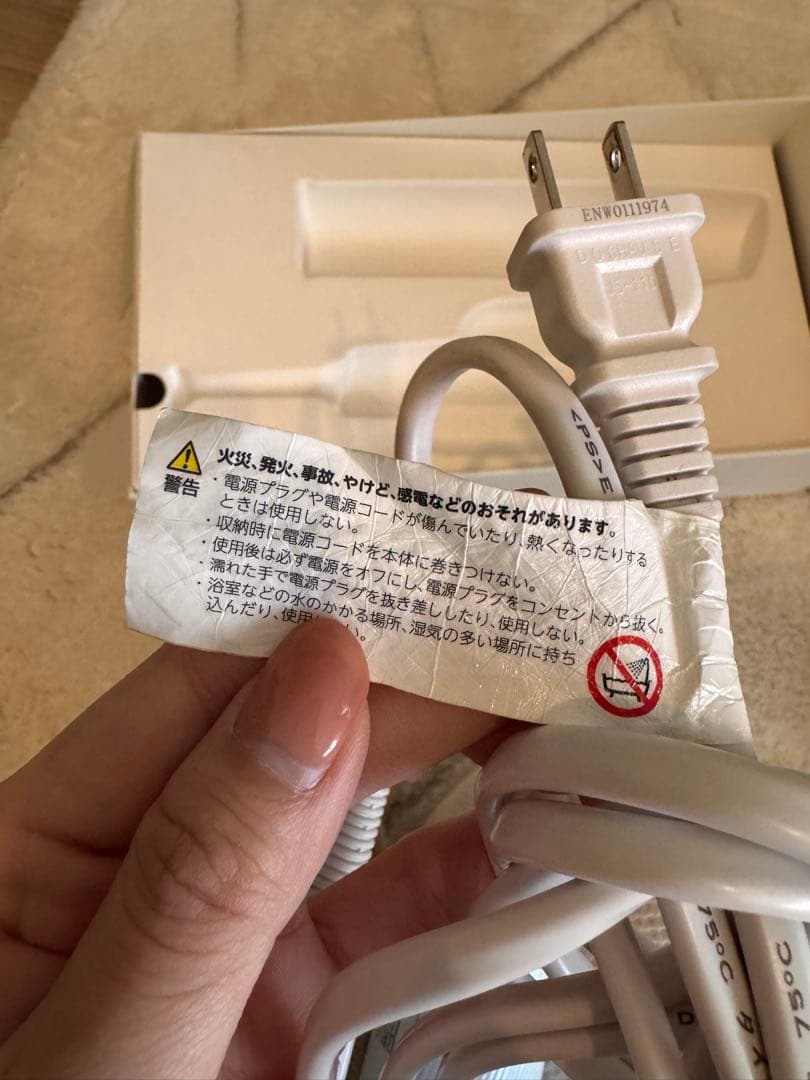 ENW0111974
<PS>E
警告
火災、発火、事故、やけど、感電などのおそれがあります。
・電源プラグや電源コードが傷んでいたり、熱くなったりする
ときは使用しない。
・収納時に電源コードを本体に巻きつけない。
・使用後は必ず電源をオフにし、電源プラグをコンセントから抜く。
・濡れた手で電源プラグを抜き差ししたり、使用しない。
・浴室などの水のかかる場所、湿気の多い場所に持ち
込んだり、使用 い。
75°C
75°C